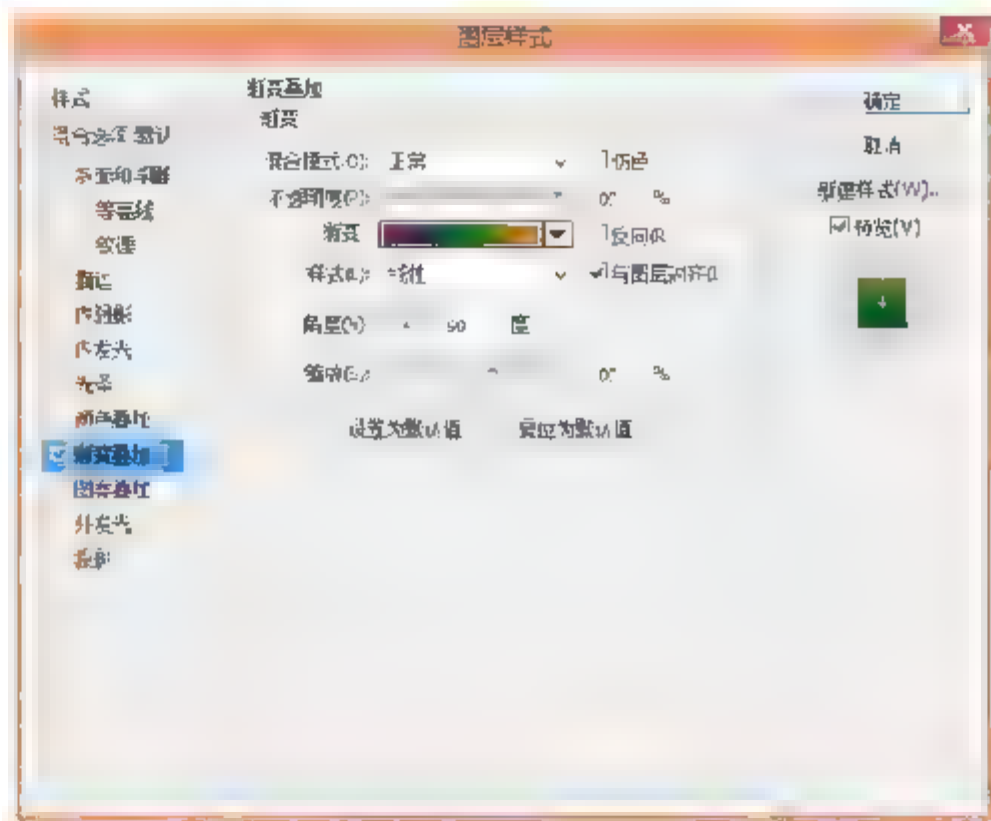 图层样式
样式
混合选项:默认
斜面和浮雕
等高线
纹理
描边
内阴影
内发光
光泽
颜色叠加
渐变叠加
图案叠加
外发光
投影
渐变叠加
渐变
混合模式(O): 正常 仿色
不透明度(P): %
渐变 反向(R)
样式(L): 线性 与图层对齐(I)
角度(N): 90 度
缩放(S): %
设置为默认值 复位为默认值
确定
取消
新建样式(W)...
预览(V)